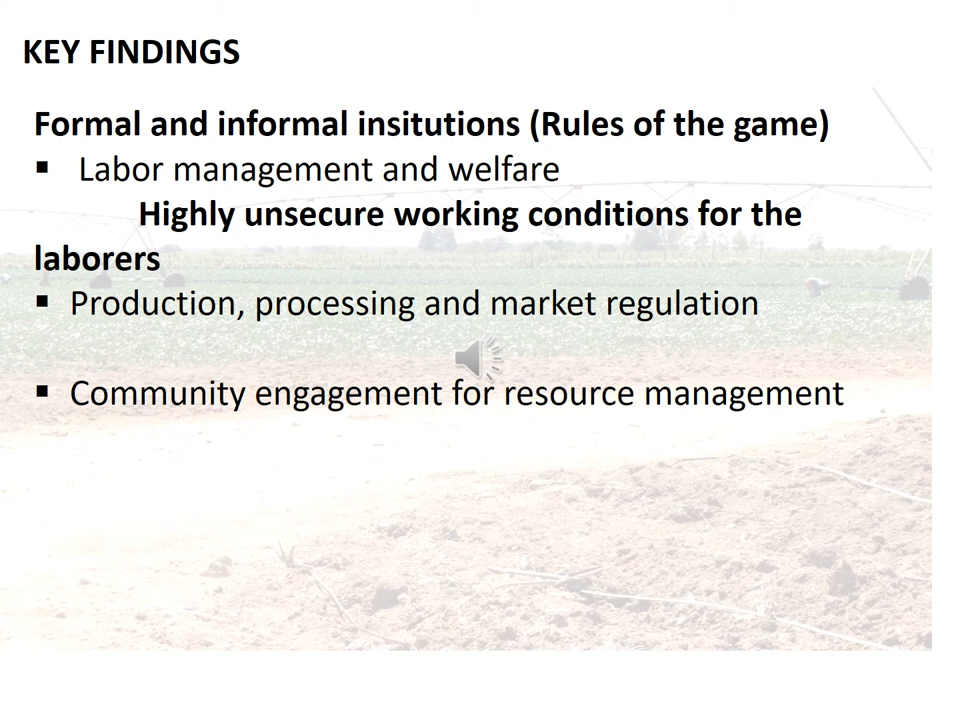 KEY FINDINGS
Formal and informal insitutions (Rules of the game)
▪ Labor management and welfare
Highly unsecure working conditions for the
laborers
▪ Production, processing and market regulation
▪ Community engagement for resource management